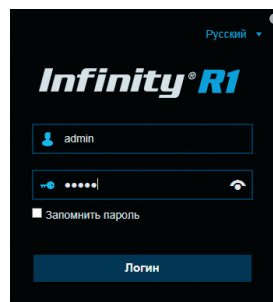 Русский
Infinity® R1
admin
•••••
Запомнить пароль
Логин